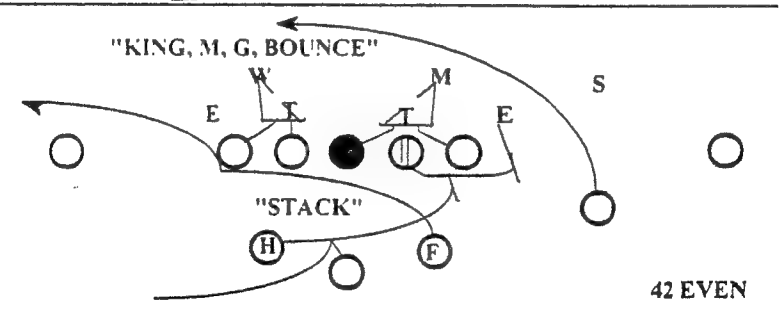 "KING, M, G, BOUNCE"
W M
S
E T T E
"STACK"
H F
42 EVEN